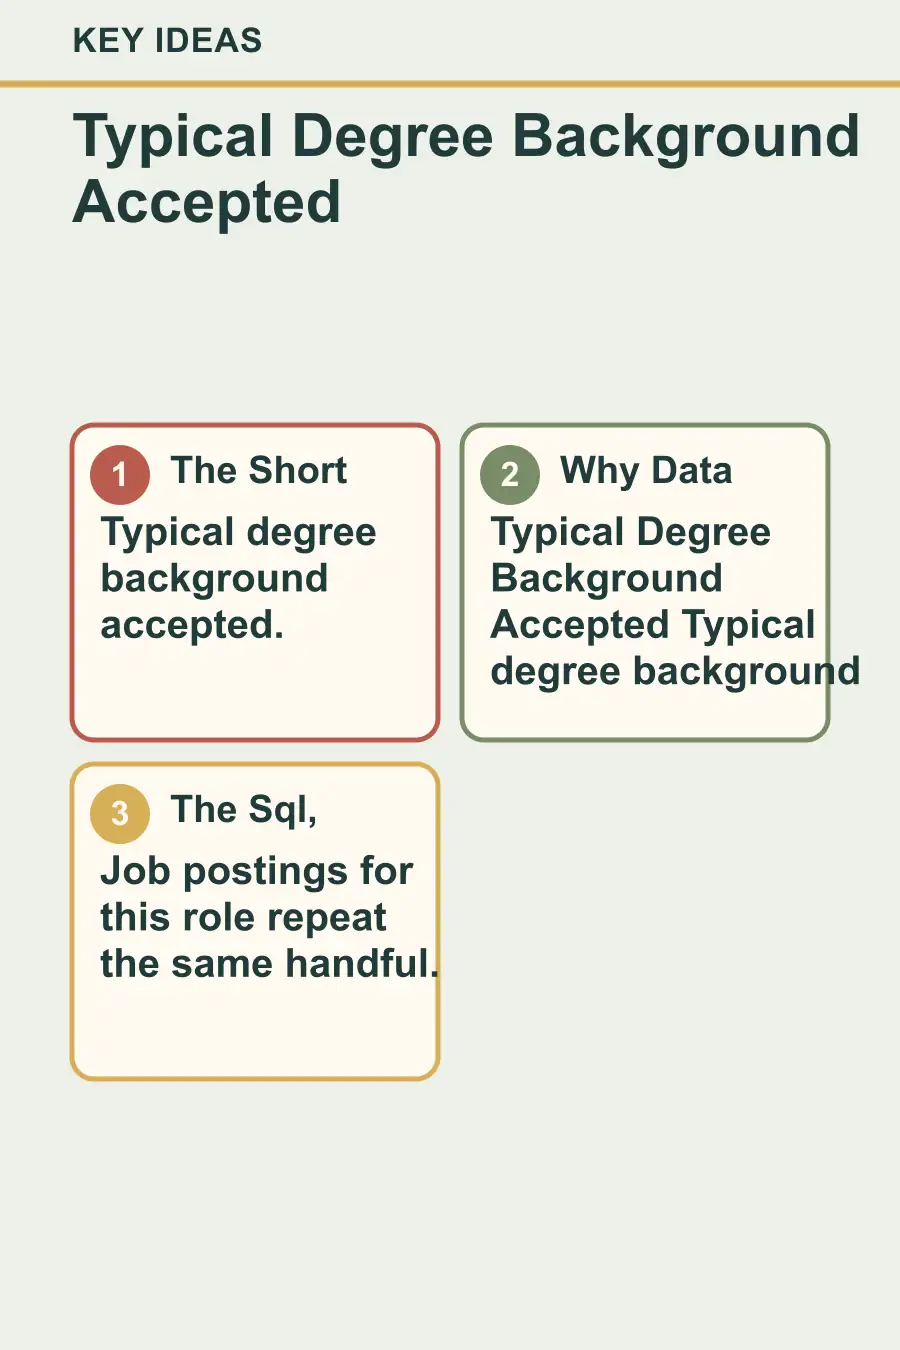 KEY IDEAS
Typical Degree Background
Accepted
1
The Short
Typical degree
background
accepted.
2
Why Data
Typical Degree
Background
Accepted Typical
degree background
3
The Sql,
Job postings for
this role repeat
the same handful.